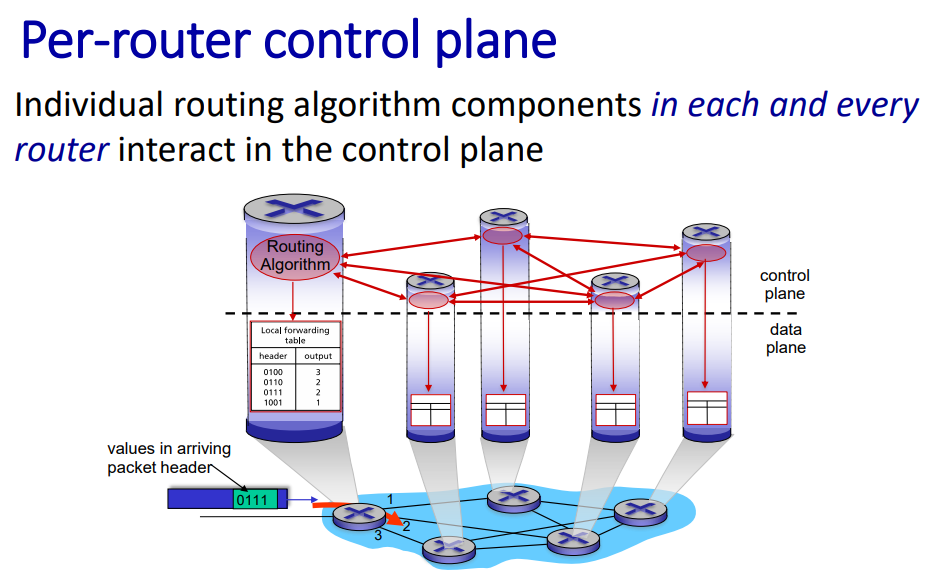 Per-router control plane
Individual routing algorithm components in each and every
router interact in the control plane
Routing
Algorithm
control
plane
data
plane
Local forwarding
table
header output
0100 3
0110 2
0111 2
1001 1
values in arriving
packet header
0111
1
2
3